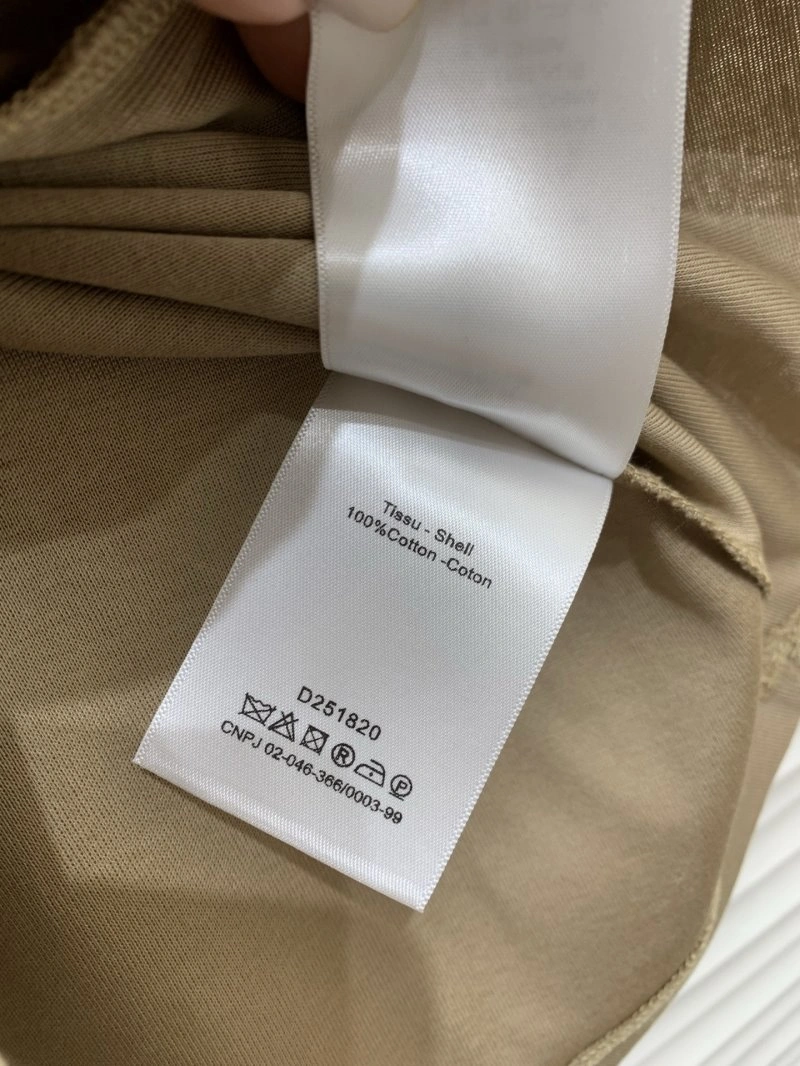 Tissu - Shell
100%Cotton -Coton
D251820
R P
CNPJ 02-046-366/0003-99